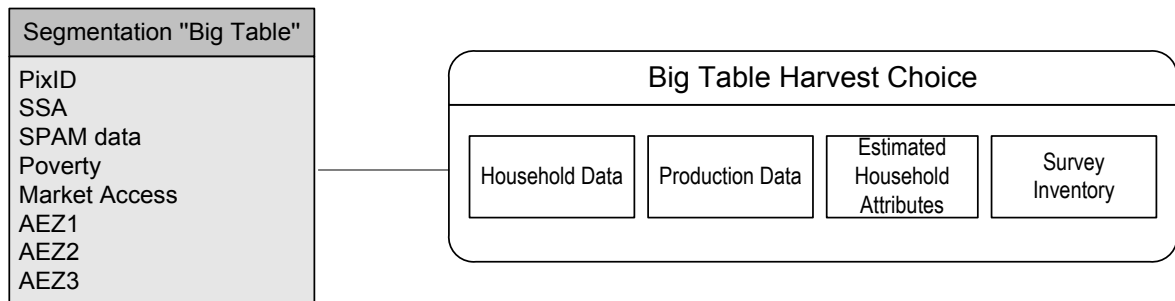 Segmentation "Big Table"
PixID
SSA
SPAM data
Poverty
Market Access
AEZ1
AEZ2
AEZ3
Big Table Harvest Choice
Household Data
Production Data
Estimated
Household
Attributes
Survey
Inventory